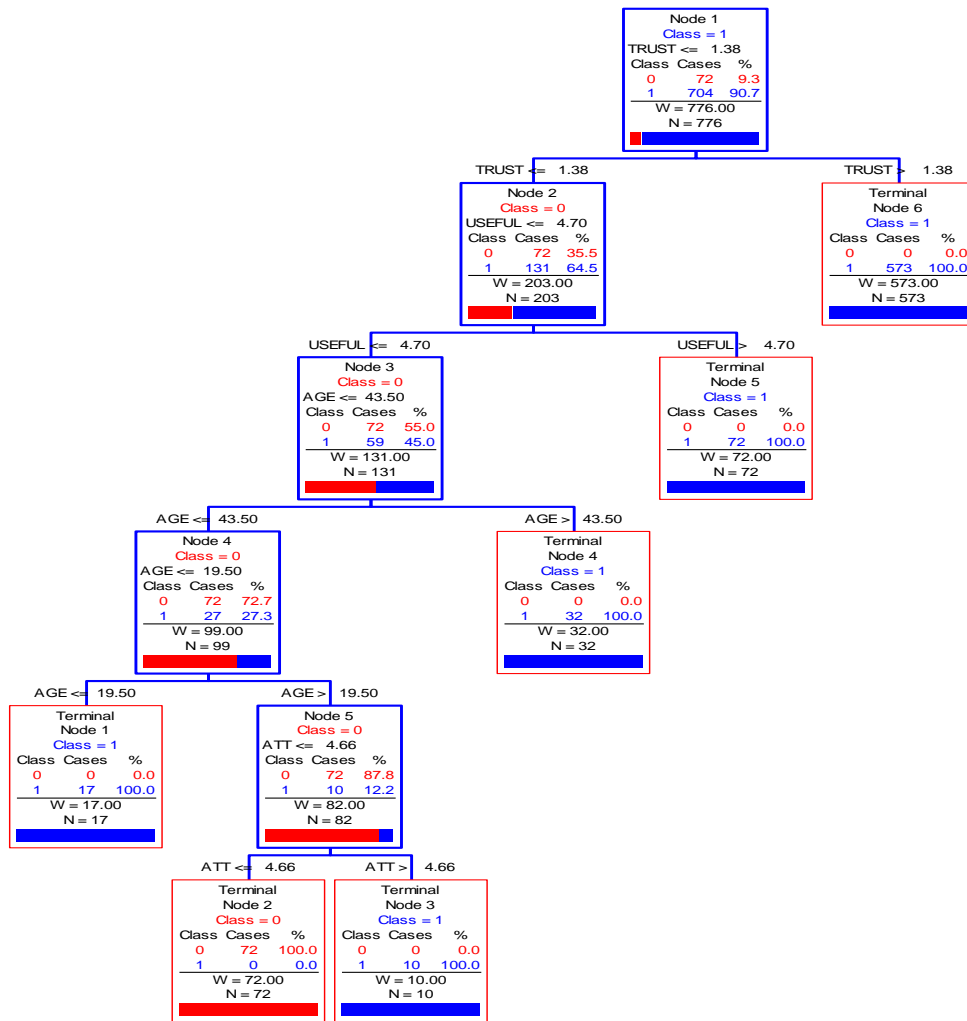 Node 1
Class = 1
TRUST <= 1.38
Class Cases %
0 72 9.3
1 704 90.7
W = 776.00
N = 776
TRUST <= 1.38
TRUST > 1.38
Node 2
Class = 0
USEFUL <= 4.70
Class Cases %
0 72 35.5
1 131 64.5
W = 203.00
N = 203
Terminal
Node 6
Class = 1
Class Cases %
0 0 0.0
1 573 100.0
W = 573.00
N = 573
USEFUL <= 4.70
USEFUL > 4.70
Node 3
Class = 0
AGE <= 43.50
Class Cases %
0 72 55.0
1 59 45.0
W = 131.00
N = 131
Terminal
Node 5
Class = 1
Class Cases %
0 0 0.0
1 72 100.0
W = 72.00
N = 72
AGE <= 43.50
AGE > 43.50
Node 4
Class = 0
AGE <= 19.50
Class Cases %
0 72 72.7
1 27 27.3
W = 99.00
N = 99
Terminal
Node 4
Class = 1
Class Cases %
0 0 0.0
1 32 100.0
W = 32.00
N = 32
AGE <= 19.50
AGE > 19.50
Terminal
Node 1
Class = 1
Class Cases %
0 0 0.0
1 17 100.0
W = 17.00
N = 17
Node 5
Class = 0
ATT <= 4.66
Class Cases %
0 72 87.8
1 10 12.2
W = 82.00
N = 82
ATT <= 4.66
ATT > 4.66
Terminal
Node 2
Class = 0
Class Cases %
0 72 100.0
1 0 0.0
W = 72.00
N = 72
Terminal
Node 3
Class = 1
Class Cases %
0 0 0.0
1 10 100.0
W = 10.00
N = 10